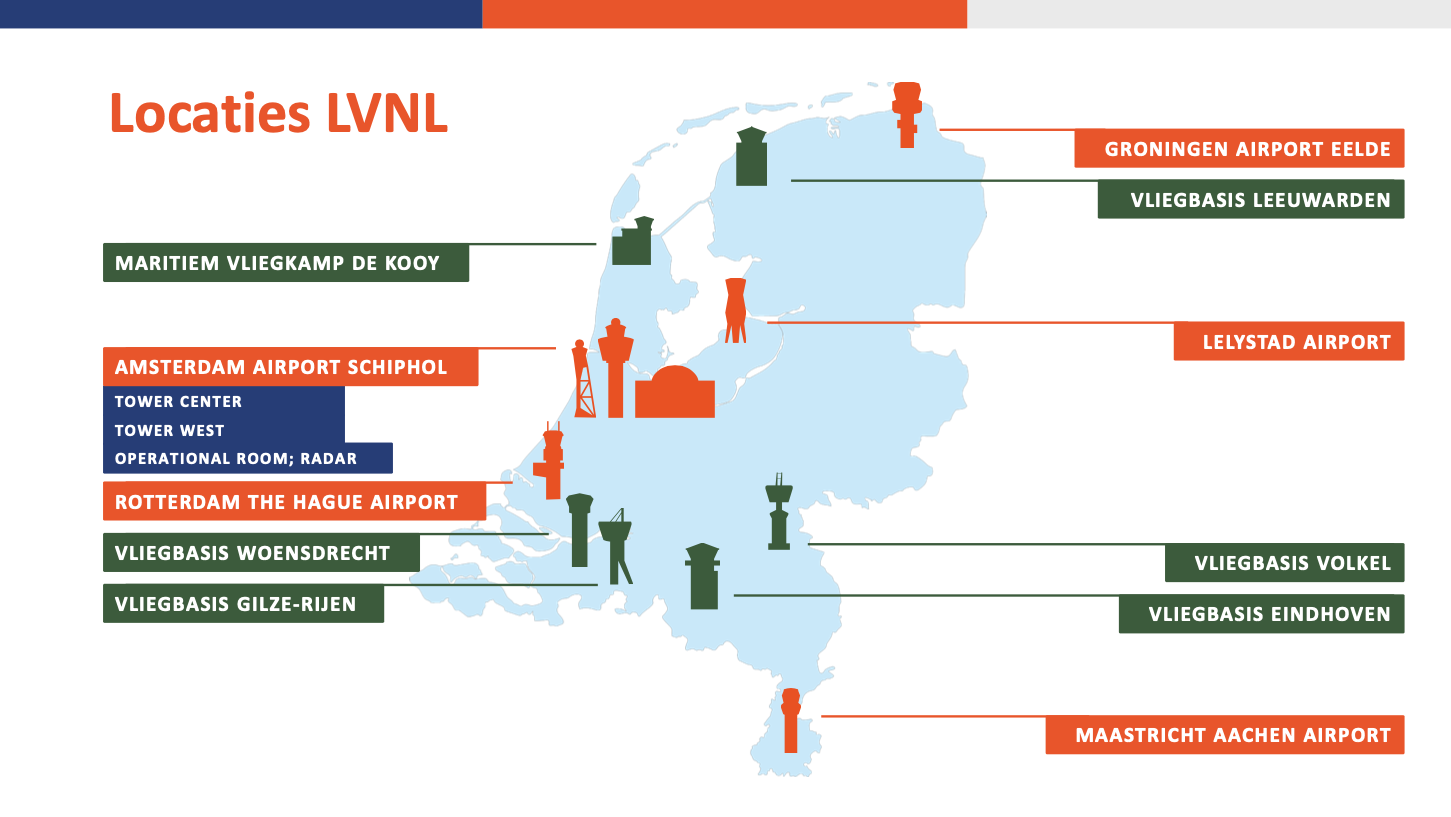 Locaties LVNL
GRONINGEN AIRPORT EELDE
VLIEGBASIS LEEUWARDEN
MARITIEM VLIEGKAMP DE KOOY
LELYSTAD AIRPORT
AMSTERDAM AIRPORT SCHIPHOL
TOWER CENTER
TOWER WEST
OPERATIONAL ROOM; RADAR
ROTTERDAM THE HAGUE AIRPORT
VLIEGBASIS WOENSDRECHT
VLIEGBASIS GILZE-RIJEN
VLIEGBASIS VOLKEL
VLIEGBASIS EINDHOVEN
MAASTRICHT AACHEN AIRPORT